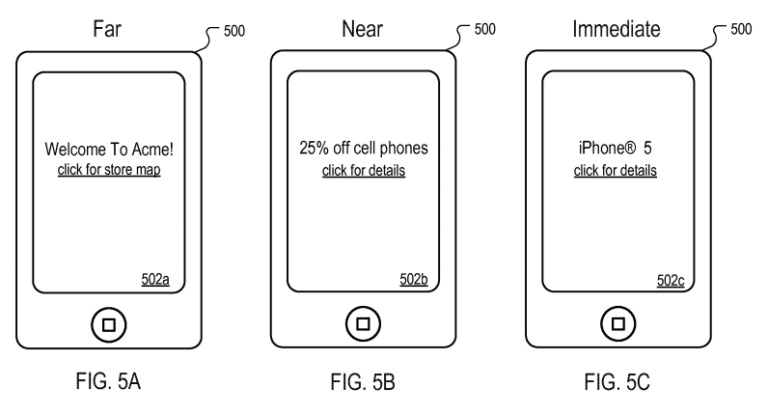 Far
500
Welcome To Acme!
click for store map
502a
FIG. 5A
Near
500
25% off cell phones
click for details
502b
FIG. 5B
Immediate
500
iPhone® 5
click for details
502c
FIG. 5C